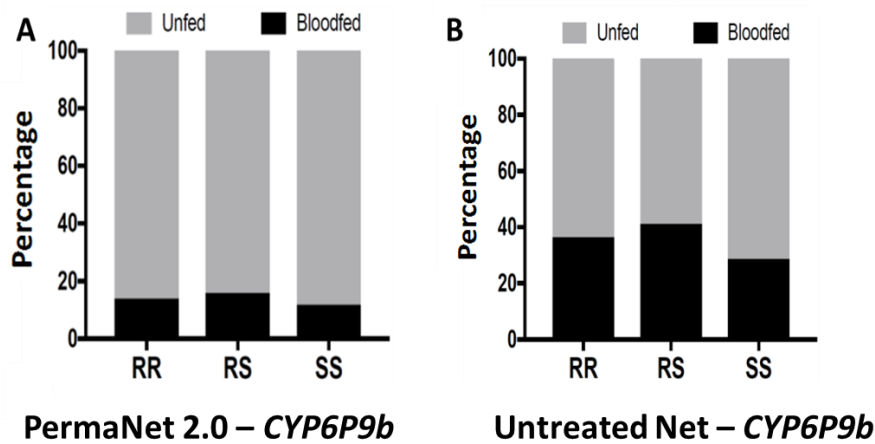 A
Unfed Bloodfed
Percentage
100
80
60
40
20
0
RR RS SS
PermaNet 2.0 – CYP6P9b
B
Unfed Bloodfed
Percentage
100
80
60
40
20
0
RR RS SS
Untreated Net – CYP6P9b